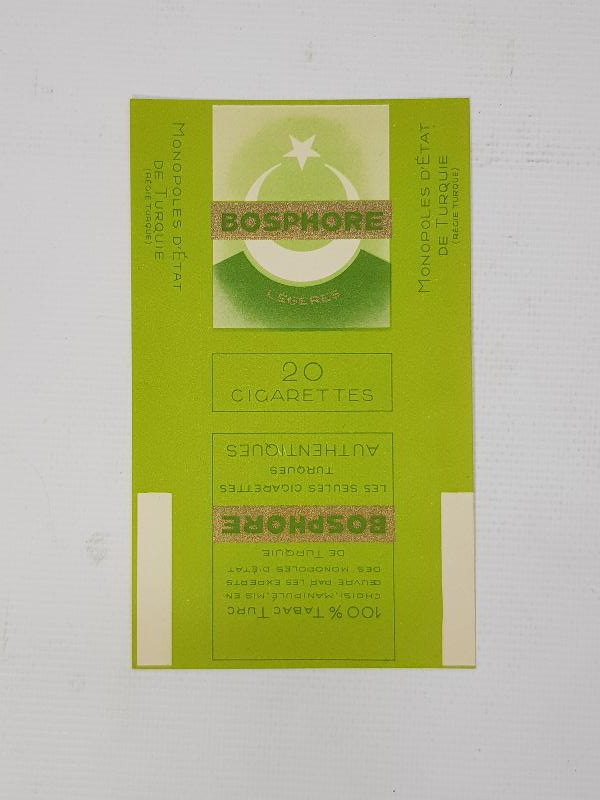 BOSPHORE
LÉGÈRES
20
CIGARETTES
MONOPOLES D'ÉTAT
DE TURQUIE
(RÉGIE TURQUE)
MONOPOLES D'ÉTAT
DE TURQUIE
(RÉGIE TURQUE)
100% TABAC TURC
CHOISI, MANIPULÉ, MIS EN
ŒUVRE PAR LES EXPERTS
DES MONOPOLES D'ÉTAT
DE TURQUIE
BOSPHORE
LES SEULES CIGARETTES
TURQUES
AUTHENTIQUES